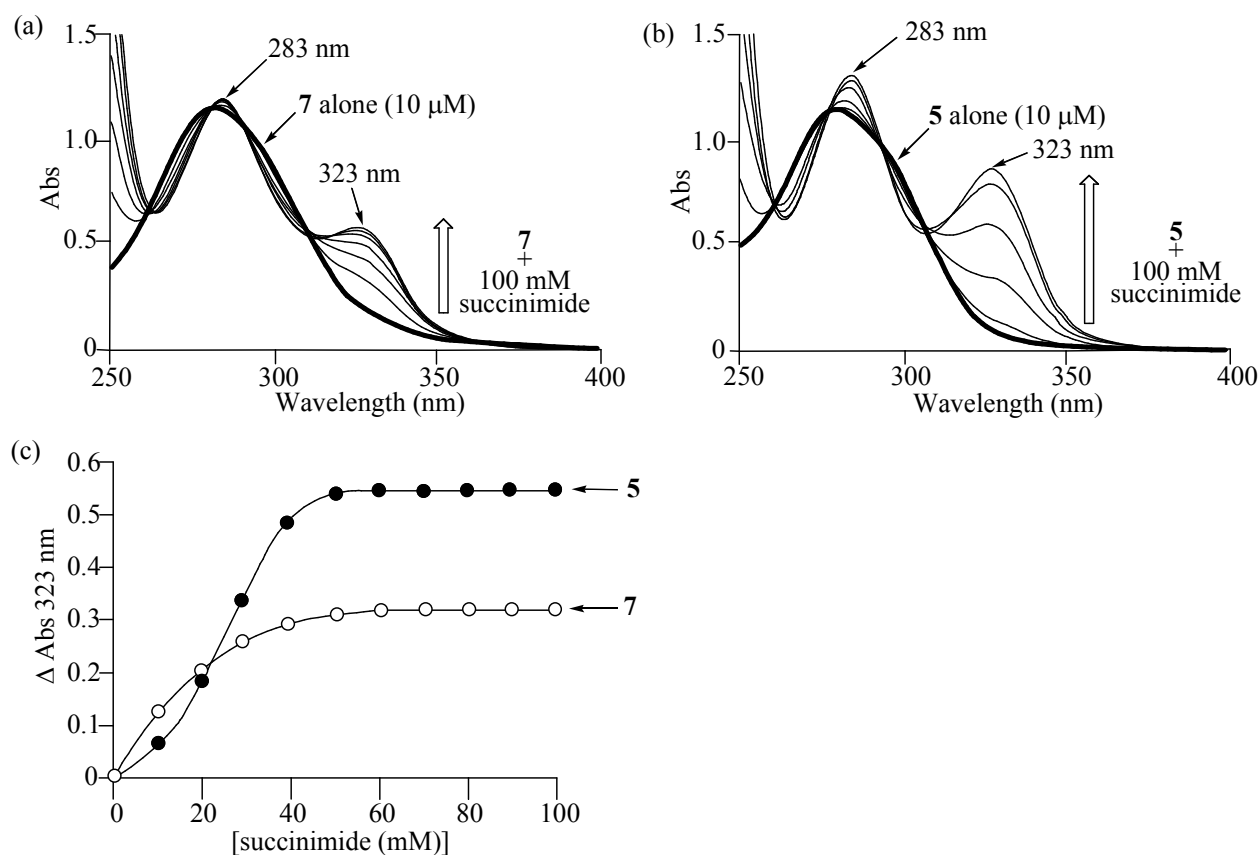 (a)
1.5
1.0
0.5
0
Abs
283 nm
7 alone (10 μM)
323 nm
7
+
100 mM
succinimide
250
300
350
400
Wavelength (nm)
(b)
1.5
1.0
0.5
0
Abs
283 nm
5 alone (10 μM)
323 nm
5
+
100 mM
succinimide
250
300
350
400
Wavelength (nm)
(c)
0.6
0.5
0.4
0.3
0.2
0.1
0
Δ Abs 323 nm
5
7
0
20
40
60
80
100
[succinimide (mM)]